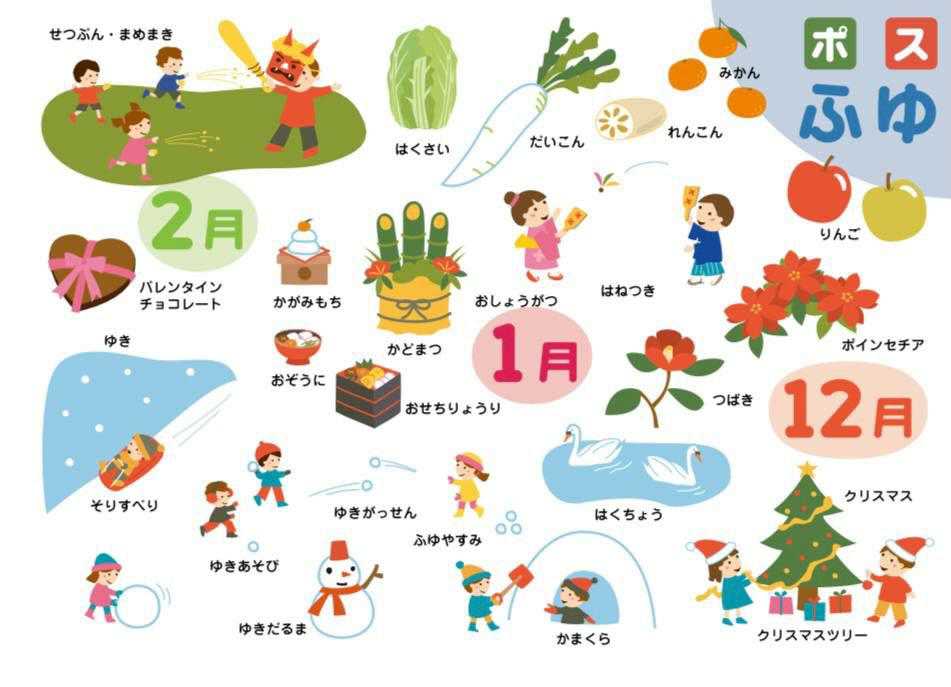 ポス
ふゆ
せつぶん・まめまき
はくさい
だいこん
れんこん
みかん
りんご
2月
バレンタイン
チョコレート
かがみもち
かどまつ
おしょうがつ
はねつき
ポインセチア
ゆき
おぞうに
おせちりょうり
1月
つばき
12月
そりすべり
ゆきがっせん
ふゆやすみ
はくちょう
クリスマス
ゆきあそび
ゆきだるま
かまくら
クリスマスツリー